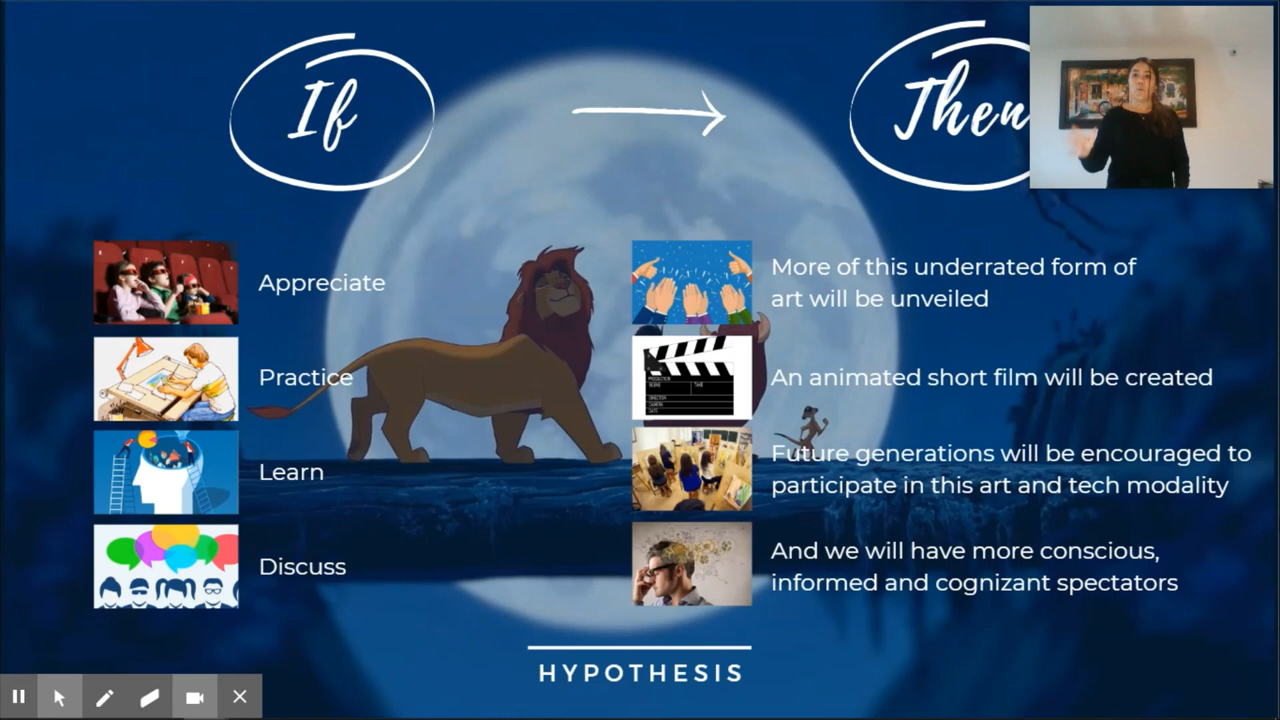 If
Then
Appreciate
More of this underrated form of
art will be unveiled
Practice
An animated short film will be created
Learn
Future generations will be encouraged to
participate in this art and tech modality
Discuss
And we will have more conscious,
informed and cognizant spectators
HYPOTHESIS